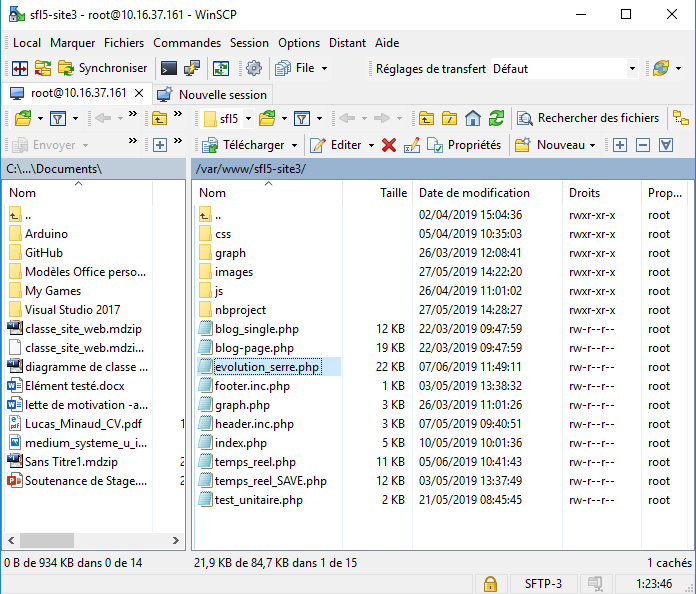 sfl5-site3 - root@10.16.37.161 - WinSCP
Local Marquer Fichiers Commandes Session Options Distant Aide
Synchroniser File Réglages de transfert Défaut
root@10.16.37.161 Nouvelle session
sfl5 Rechercher des fichiers
Envoyer Télécharger Editer Propriétés Nouveau
C:\...\Documents\ /var/www/sfl5-site3/
Nom Nom Taille Date de modification Droits Prop...
.. .. 02/04/2019 15:04:36 rwxr-xr-x root
Arduino css 05/04/2019 10:35:03 rwxr-xr-x root
GitHub graph 26/03/2019 12:08:41 rwxr-xr-x root
Modèles Office perso... images 27/05/2019 14:22:20 rwxr-xr-x root
My Games js 26/04/2019 11:01:02 rwxr-xr-x root
Visual Studio 2017 nbproject 27/05/2019 14:28:27 rwxr-xr-x root
classe_site_web.mdzip blog_single.php 12 KB 22/03/2019 09:47:59 rw-r--r-- root
classe_site_web.mdzi... blog-page.php 19 KB 22/03/2019 09:47:59 rw-r--r-- root
diagramme de classe ... evolution_serre.php 22 KB 07/06/2019 11:49:11 rw-r--r-- root
Elément testé.docx footer.inc.php 1 KB 03/05/2019 13:38:32 rw-r--r-- root
lette de motivation -a... graph.php 3 KB 26/03/2019 11:01:26 rw-r--r-- root
Lucas_Minaud_CV.pdf 1 header.inc.php 3 KB 07/05/2019 09:40:51 rw-r--r-- root
medium_systeme_u_i... index.php 5 KB 10/05/2019 10:01:36 rw-r--r-- root
Sans Titre1.mdzip 2 temps_reel.php 11 KB 05/06/2019 10:41:43 rw-r--r-- root
Soutenance de Stage.... 2 temps_reel_SAVE.php 12 KB 03/05/2019 13:37:49 rw-r--r-- root
test_unitaire.php 2 KB 21/05/2019 08:45:45 rw-r--r-- root
0 B de 934 KB dans 0 de 14 21,9 KB de 84,7 KB dans 1 de 15 1 cachés
SFTP-3 1:23:46